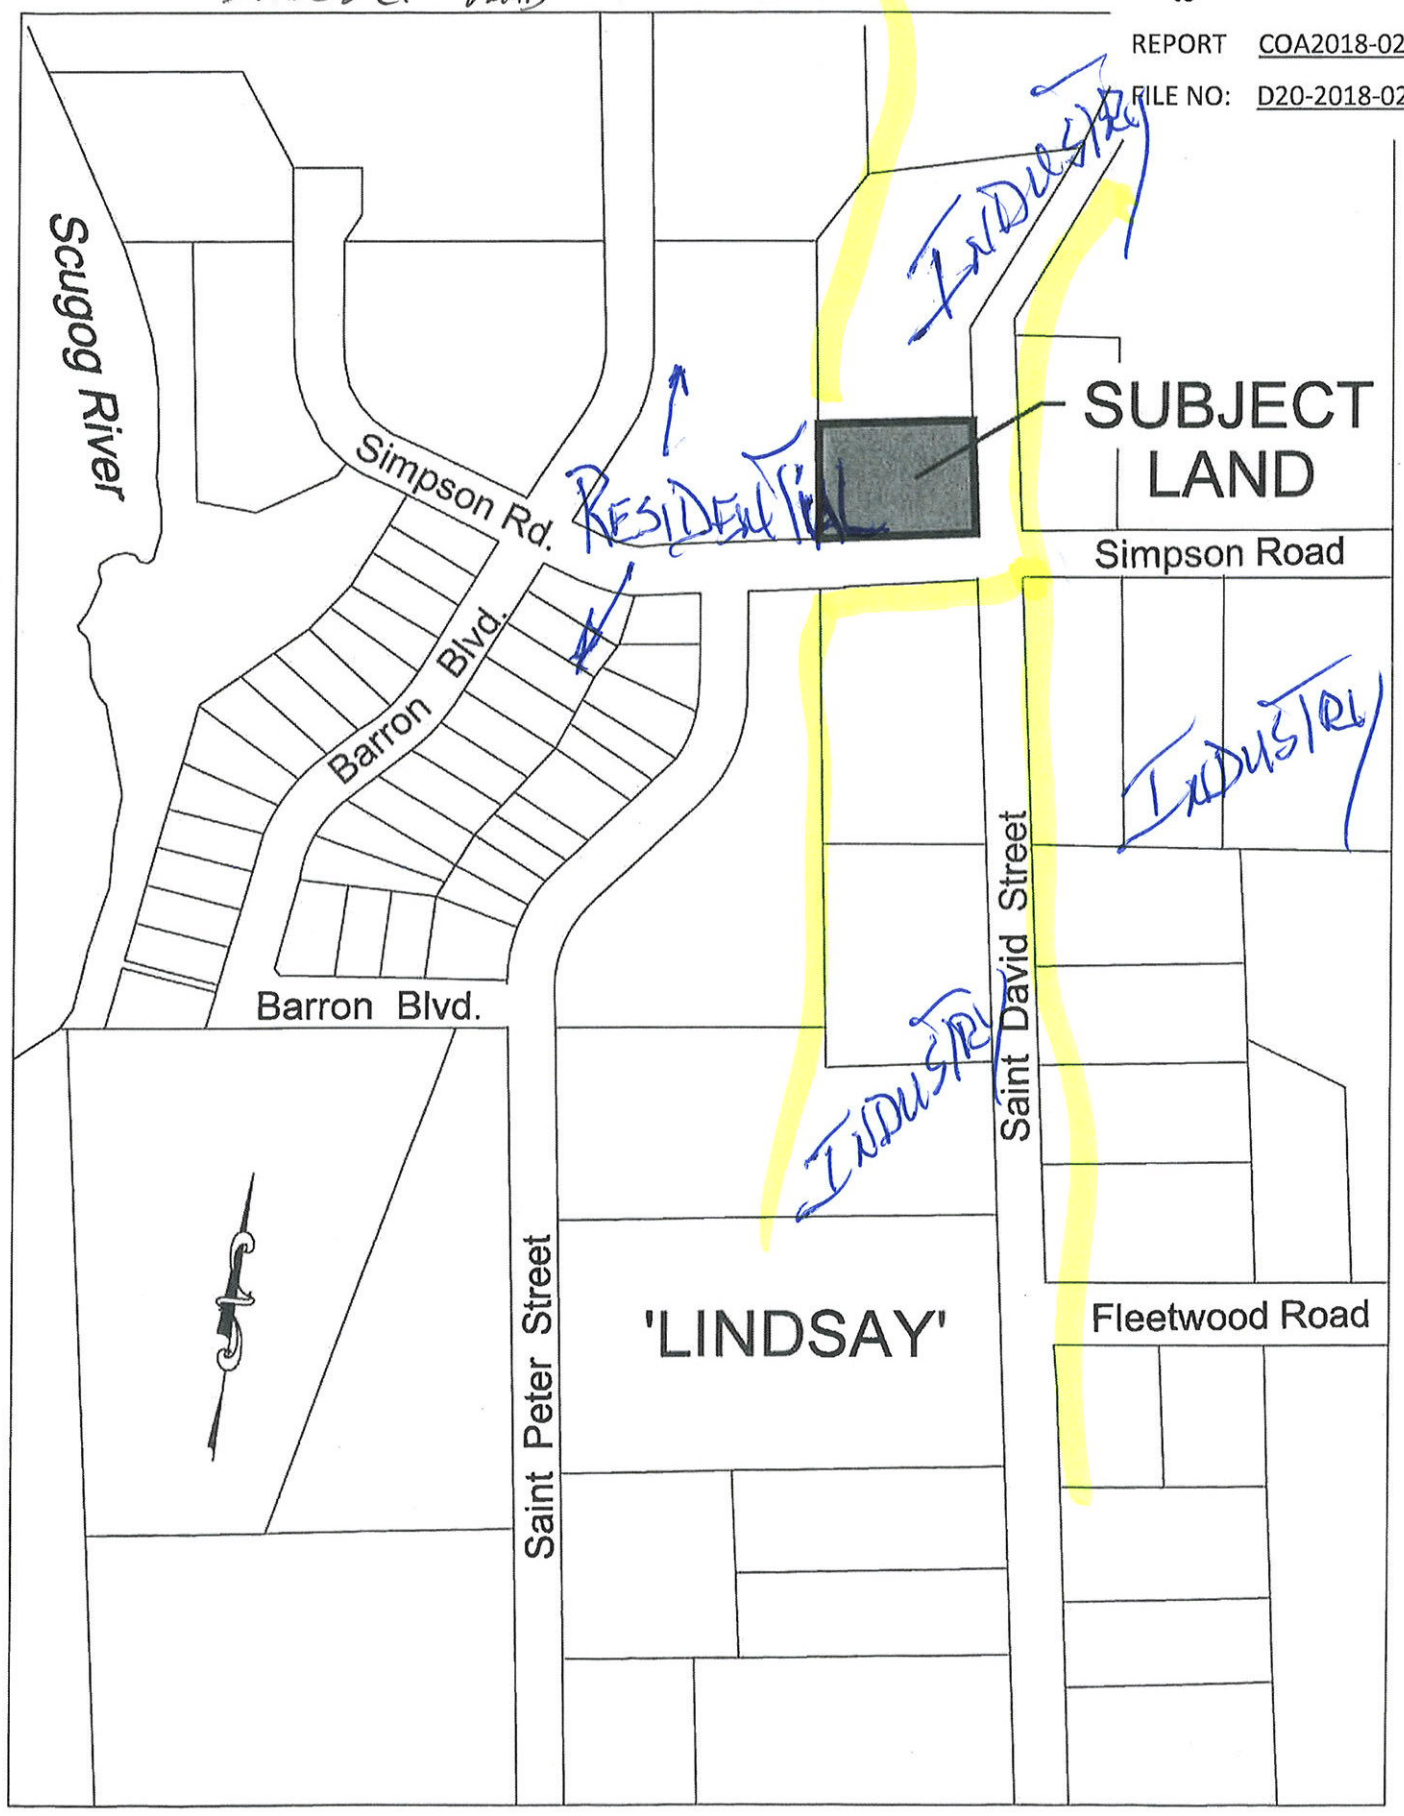 REPORT COA2018-02
FILE NO: D20-2018-02
INDUSTRY
Scugog River
SUBJECT
LAND
Simpson Rd.
RESIDENTIAL
Simpson Road
Barron Blvd.
INDUSTRY
Saint David Street
Barron Blvd.
INDUSTRY
Saint Peter Street
'LINDSAY'
Fleetwood Road